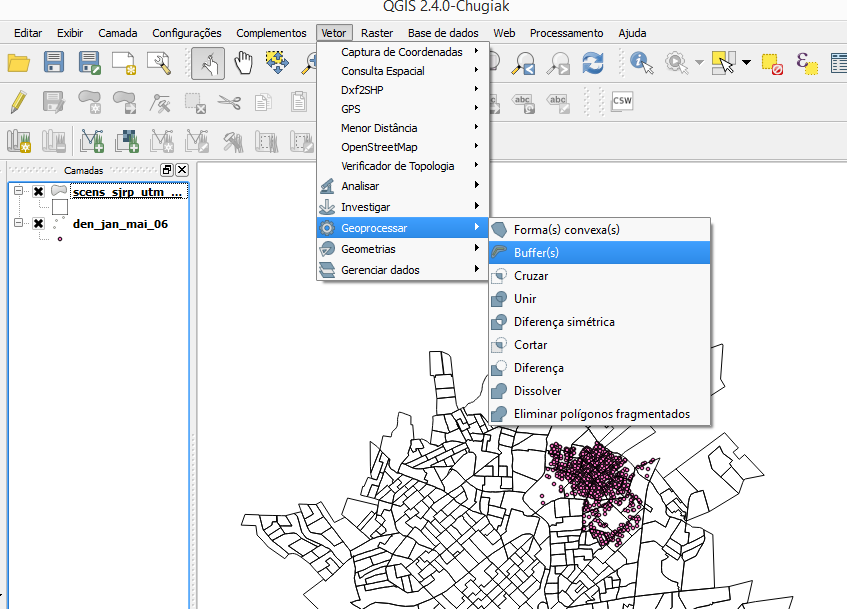 QGIS 2.4.0-Chugiak
Editar Exibir Camada Configurações Complementos Vetor Raster Base de dados Web Processamento Ajuda
Captura de Coordenadas
Consulta Espacial
Dxf2SHP
GPS
Menor Distância
OpenStreetMap
Verificador de Topologia
Analisar
Investigar
Geoprocessar
Geometrias
Gerenciar dados
Forma(s) convexa(s)
Buffer(s)
Cruzar
Unir
Diferença simétrica
Cortar
Diferença
Dissolver
Eliminar polígonos fragmentados
abc
abc
CSW
Camadas
scens_sjrp_utm_...
den_jan_mai_06